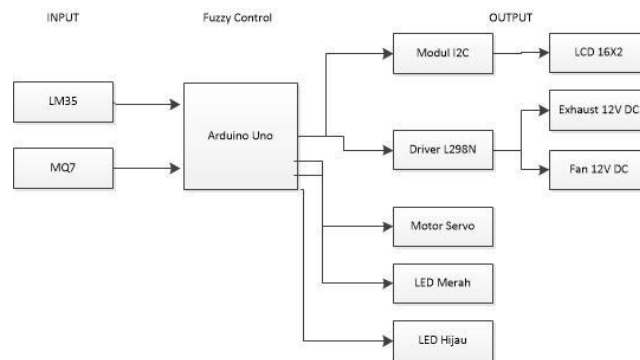 INPUT
Fuzzy Control
OUTPUT
LM35
MQ7
Arduino Uno
Modul I2C
LCD 16X2
Driver L298N
Exhaust 12V DC
Fan 12V DC
Motor Servo
LED Merah
LED Hijau